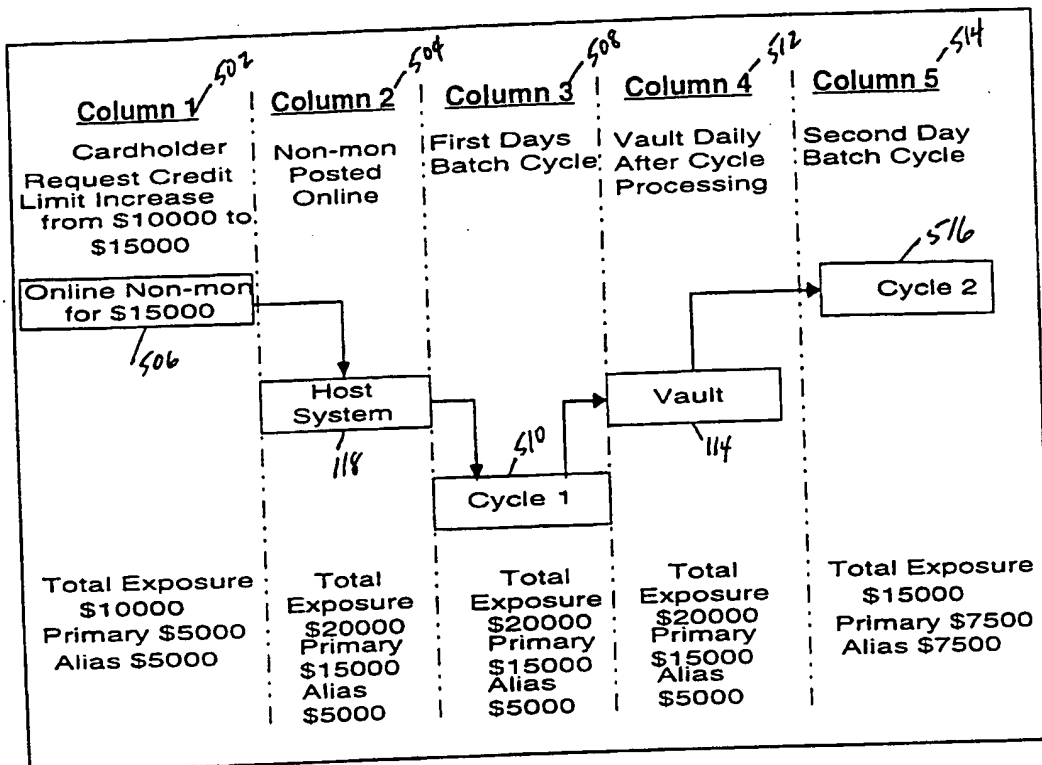 502
Column 1
Cardholder
Request Credit
Limit Increase
from $10000 to
$15000
Online Non-mon
for $15000
506
Total Exposure
$10000
Primary $5000
Alias $5000
504
Column 2
Non-mon
Posted
Online
Host
System
118
Total
Exposure
$20000
Primary
$15000
Alias
$5000
508
Column 3
First Days
Batch Cycle
510
Cycle 1
Total
Exposure
$20000
Primary
$15000
Alias
$5000
512
Column 4
Vault Daily
After Cycle
Processing
Vault
114
Total
Exposure
$20000
Primary
$15000
Alias
$5000
514
Column 5
Second Day
Batch Cycle
516
Cycle 2
Total Exposure
$15000
Primary $7500
Alias $7500